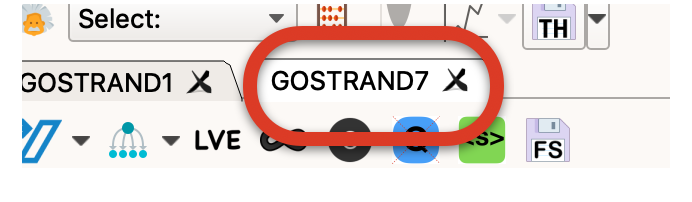 Select:
TH
GOSTRAND1
GOSTRAND7
LVE
Q
s>
FS